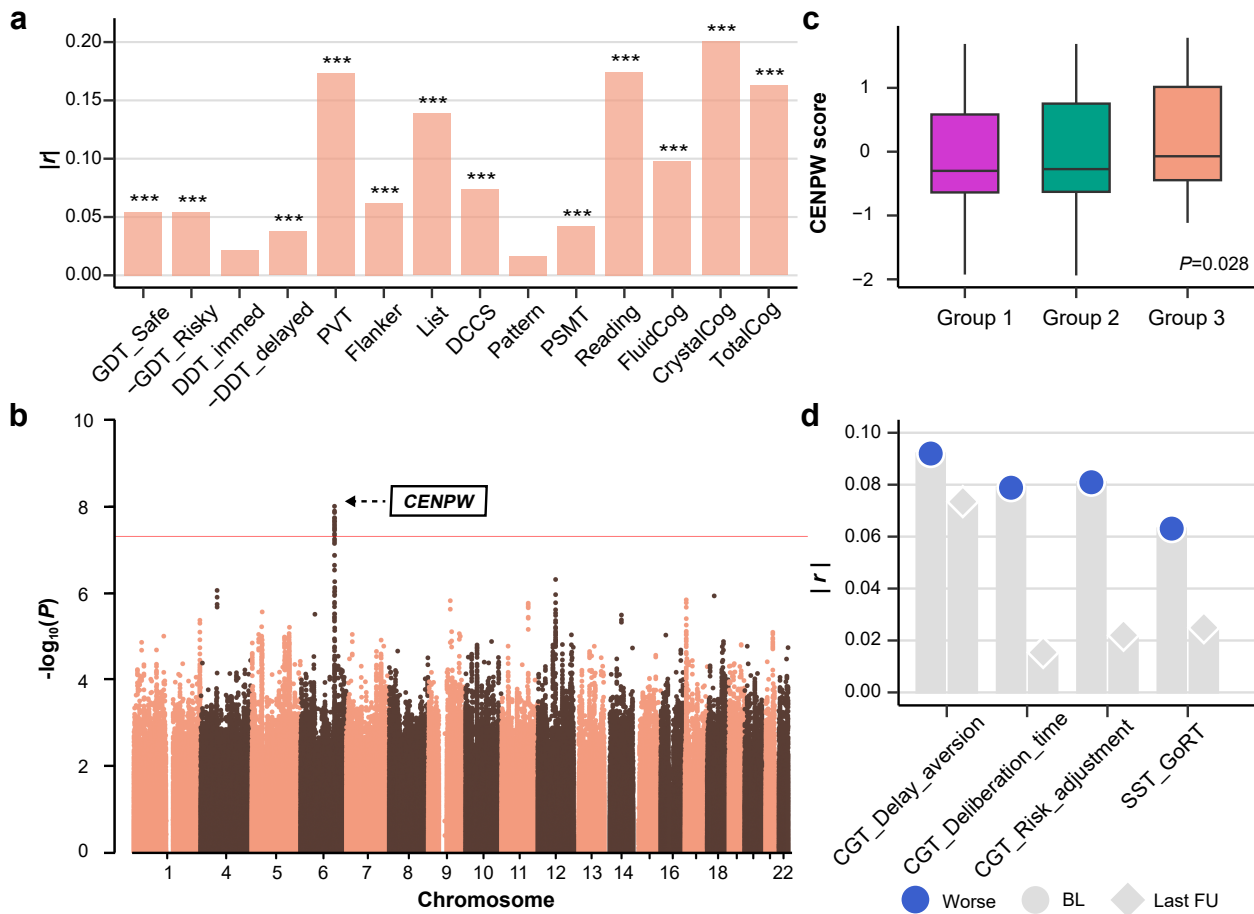 a
|r|
0.20
0.15
0.10
0.05
0.00
*** *** *** *** *** *** *** *** *** *** *** ***
GDT_Safe
−GDT_Risky
DDT_immed
−DDT_delayed
PVT
Flanker
List
DCCS
Pattern
PSMT
Reading
FluidCog
CrystalCog
TotalCog
b
-log₁₀(P)
10
8
6
4
2
0
CENPW
1 4 5 6 7 8 9 10 11 12 13 14 16 18 22
Chromosome
c
CENPW score
1
0
−1
−2
P=0.028
Group 1 Group 2 Group 3
d
| r |
0.10
0.08
0.06
0.04
0.02
0.00
CGT_Delay_aversion
CGT_Deliberation_time
CGT_Risk_adjustment
SST_GoRT
Worse BL Last FU